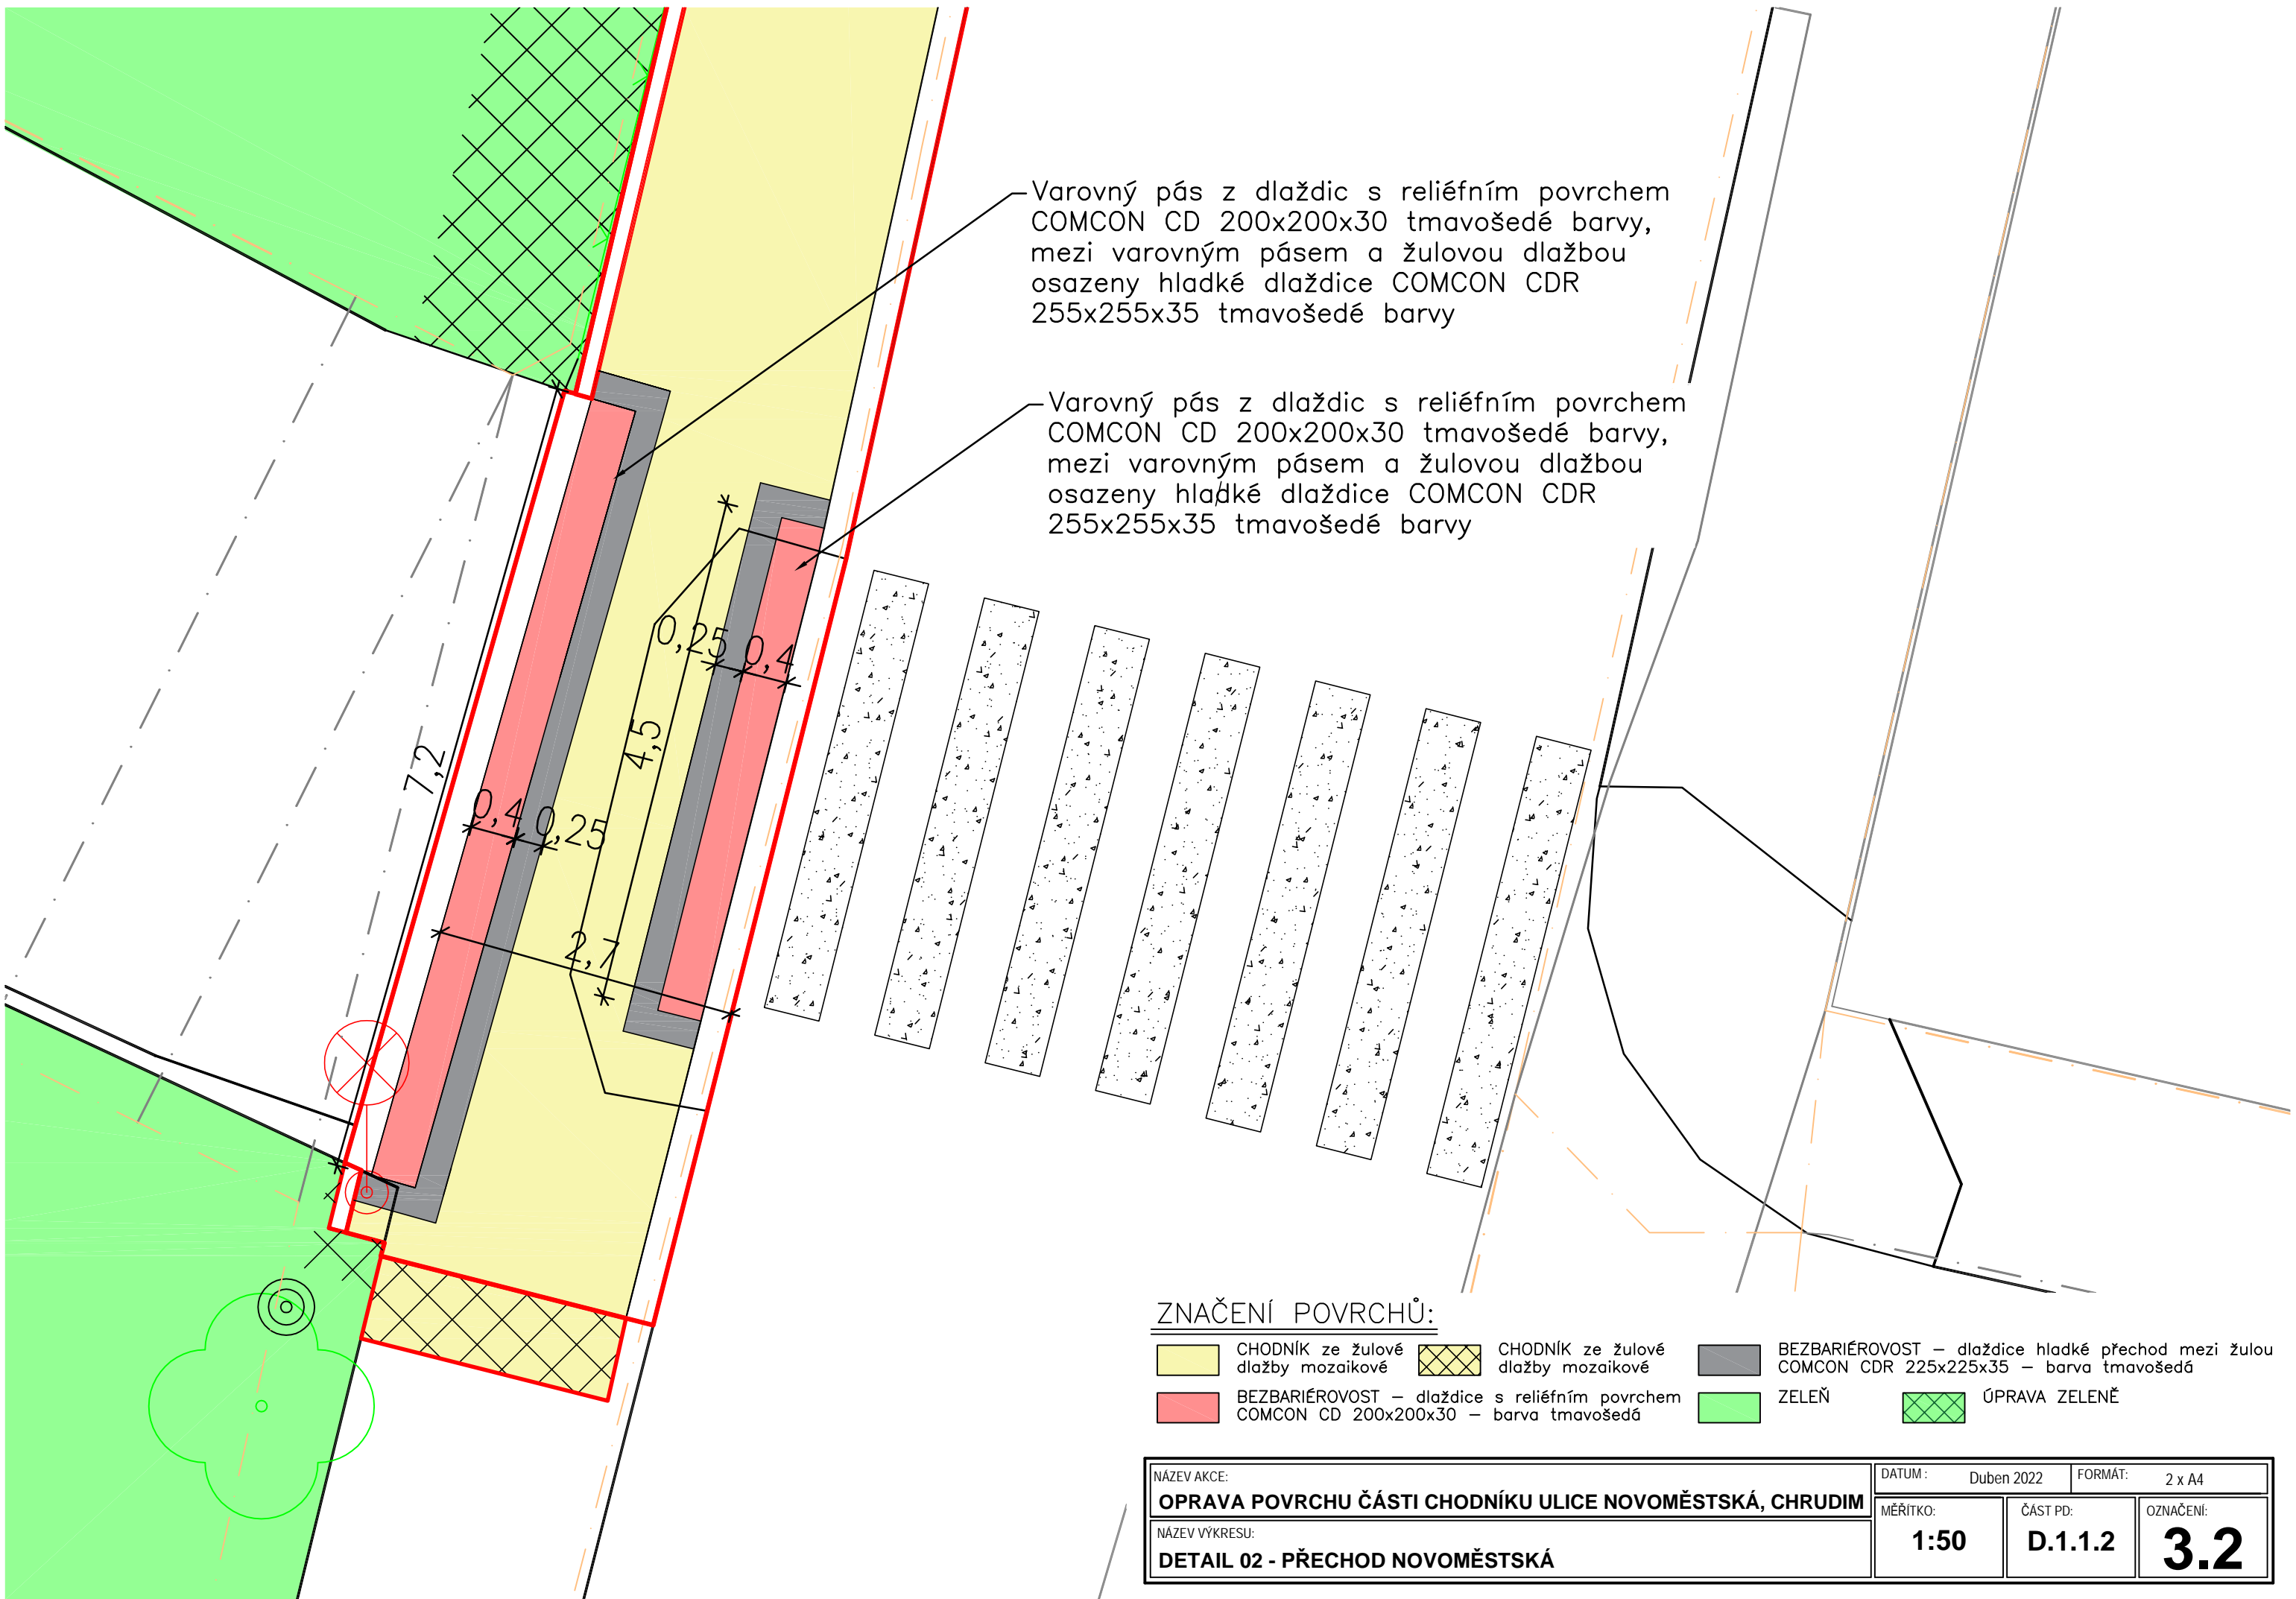 Varovný pás z dlaždic s reliéfním povrchem
COMCON CD 200x200x30 tmavošedé barvy,
mezi varovným pásem a žulovou dlažbou
osazeny hladké dlaždice COMCON CDR
255x255x35 tmavošedé barvy
Varovný pás z dlaždic s reliéfním povrchem
COMCON CD 200x200x30 tmavošedé barvy,
mezi varovným pásem a žulovou dlažbou
osazeny hladké dlaždice COMCON CDR
255x255x35 tmavošedé barvy
0,25
0,4
4,5
7,2
0,4
0,25
2,7
ZNAČENÍ POVRCHŮ:
CHODNÍK ze žulové
dlažby mozaikové
CHODNÍK ze žulové
dlažby mozaikové
BEZBARIÉROVOST – dlaždice hladké přechod mezi žulou
COMCON CDR 225x225x35 – barva tmavošedá
BEZBARIÉROVOST – dlaždice s reliéfním povrchem
COMCON CD 200x200x30 – barva tmavošedá
ZELEŇ
ÚPRAVA ZELENĚ
NÁZEV AKCE:
OPRAVA POVRCHU ČÁSTI CHODNÍKU ULICE NOVOMĚSTSKÁ, CHRUDIM
NÁZEV VÝKRESU:
DETAIL 02 - PŘECHOD NOVOMĚSTSKÁ
DATUM : Duben 2022
FORMÁT: 2 x A4
MĚŘÍTKO:
1:50
ČÁST PD:
D.1.1.2
OZNAČENÍ:
3.2